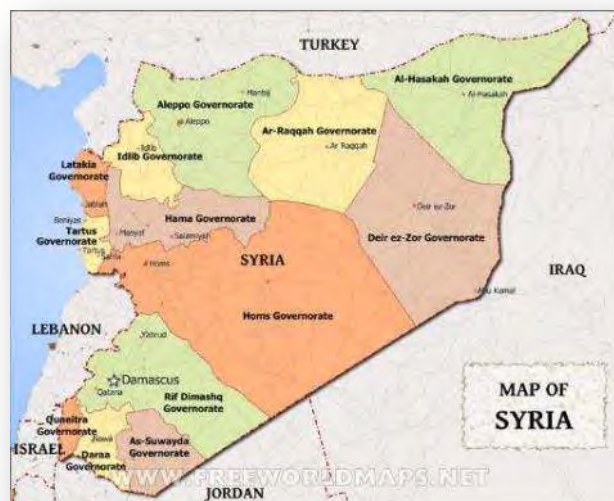 TURKEY
Al-Hasakah Governorate
Al-Hasakah
Manbij
Aleppo Governorate
Aleppo
Ar-Raqqah Governorate
Ar Raqqah
Idlib
Idlib Governorate
Latakia
Governorate
Jablah
Baniyas
Tartus
Governorate
Tartus
Hama Governorate
Masyaf
Salamiyah
Safita
Homs
SYRIA
Deir ez-Zor
Deir ez-Zor Governorate
Abu Kamal
IRAQ
Homs Governorate
LEBANON
Yabrud
Damascus
Qatana
Rif Dimashq
Governorate
Quneitra
Governorate
ISRAEL
Daraa
Governorate
As-Suwayda
Governorate
JORDAN
MAP OF
SYRIA
WWW.FREEWORLDMAPS.NET